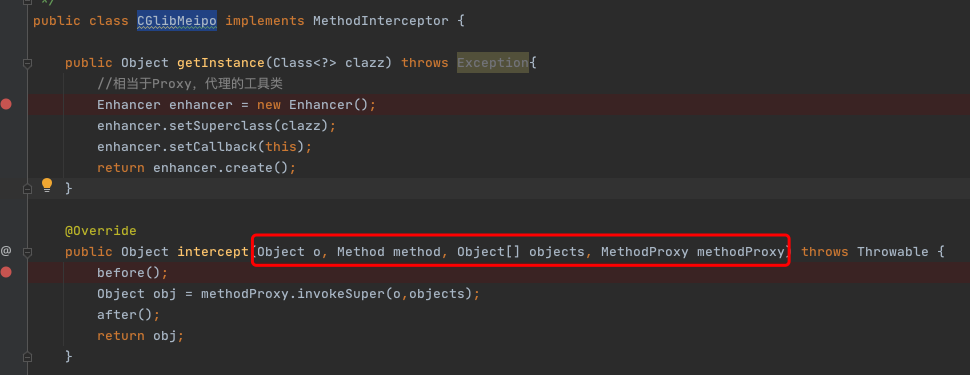 */
public class CGlibMeipo implements MethodInterceptor {
public Object getInstance(Class<?> clazz) throws Exception{
//相当于Proxy，代理的工具类
Enhancer enhancer = new Enhancer();
enhancer.setSuperclass(clazz);
enhancer.setCallback(this);
return enhancer.create();
}
@Override
@ public Object intercept(Object o, Method method, Object[] objects, MethodProxy methodProxy) throws Throwable {
before();
Object obj = methodProxy.invokeSuper(o,objects);
after();
return obj;
}